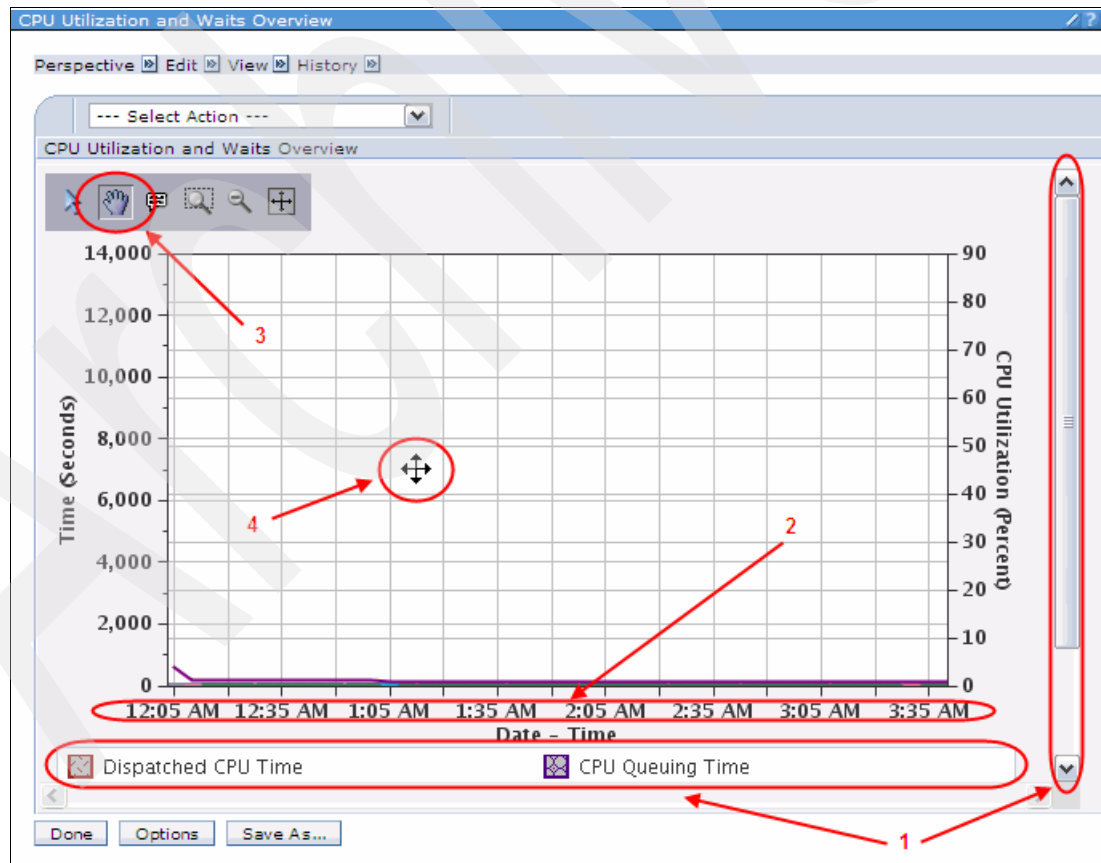 CPU Utilization and Waits Overview
?
Perspective Edit View History
--- Select Action ---
CPU Utilization and Waits Overview
14,000
12,000
10,000
8,000
6,000
4,000
2,000
0
Time (Seconds)
90
80
70
60
50
40
30
20
10
0
CPU Utilization (Percent)
3
4
2
12:05 AM 12:35 AM 1:05 AM 1:35 AM 2:05 AM 2:35 AM 3:05 AM 3:35 AM
Date - Time
Dispatched CPU Time CPU Queuing Time
1
Done Options Save As...